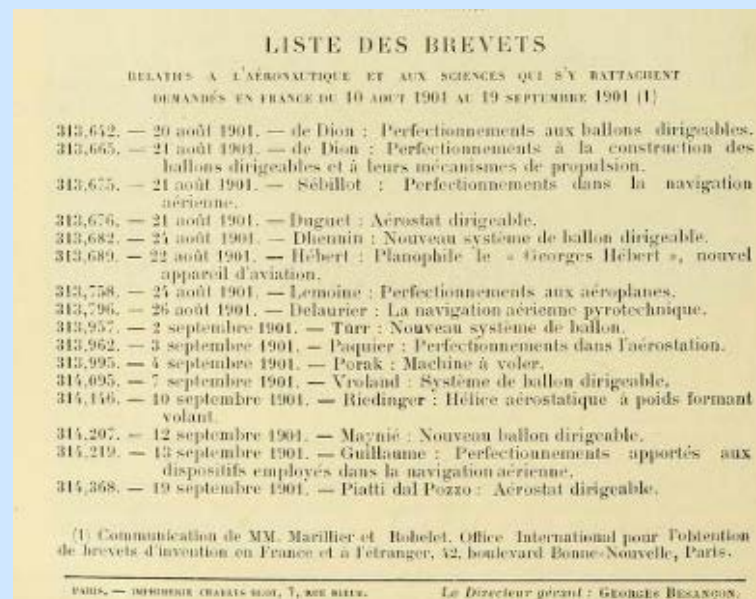 LISTE DES BREVETS
RELATIFS A L'AÉRONAUTIQUE ET AUX SCIENCES QUI S'Y RATTACHENT
DEMANDÉS EN FRANCE DU 10 AOUT 1901 AU 19 SEPTEMBRE 1901 (1)
313,642. — 20 août 1901. — de Dion : Perfectionnements aux ballons dirigeables.
313,665. — 21 août 1901. — de Dion : Perfectionnements à la construction des
ballons dirigeables et à leurs mécanismes de propulsion.
313,675. — 21 août 1901. — Sébillot : Perfectionnements dans la navigation
aérienne.
313,676. — 21 août 1901. — Duguet : Aérostat dirigeable.
313,682. — 24 août 1901. — Dhennin : Nouveau système de ballon dirigeable.
313,689. — 22 août 1901. — Hébert : Planophile le « Georges Hébert », nouvel
appareil d'aviation.
313,758. — 24 août 1901. — Lemoine : Perfectionnements aux aéroplanes.
313,796. — 26 août 1901. — Delaurier : La navigation aérienne pyrotechnique.
313,957. — 2 septembre 1901. — Turr : Nouveau système de ballon.
313,962. — 3 septembre 1901. — Paquier : Perfectionnements dans l'aérostation.
313,995. — 4 septembre 1901. — Porak : Machine à voler.
314,095. — 7 septembre 1901. — Vroland : Système de ballon dirigeable.
314,146. — 10 septembre 1901. — Riedinger : Hélice aérostatique à poids formant
volant.
314,207. — 12 septembre 1901. — Maynié : Nouveau ballon dirigeable.
314,219. — 13 septembre 1901. — Guillaume : Perfectionnements apportés aux
dispositifs employés dans la navigation aérienne.
314,368. — 19 septembre 1901. — Piatti dal Pozzo : Aérostat dirigeable.
(1) Communication de MM. Marillier et Robelet, Office International pour l'obtention
de brevets d'invention en France et à l'étranger, 42, boulevard Bonne-Nouvelle, Paris.
PARIS. — IMPRIMERIE 7, RUE BLEUE.
Le Directeur gérant : GEORGES BESANÇON.